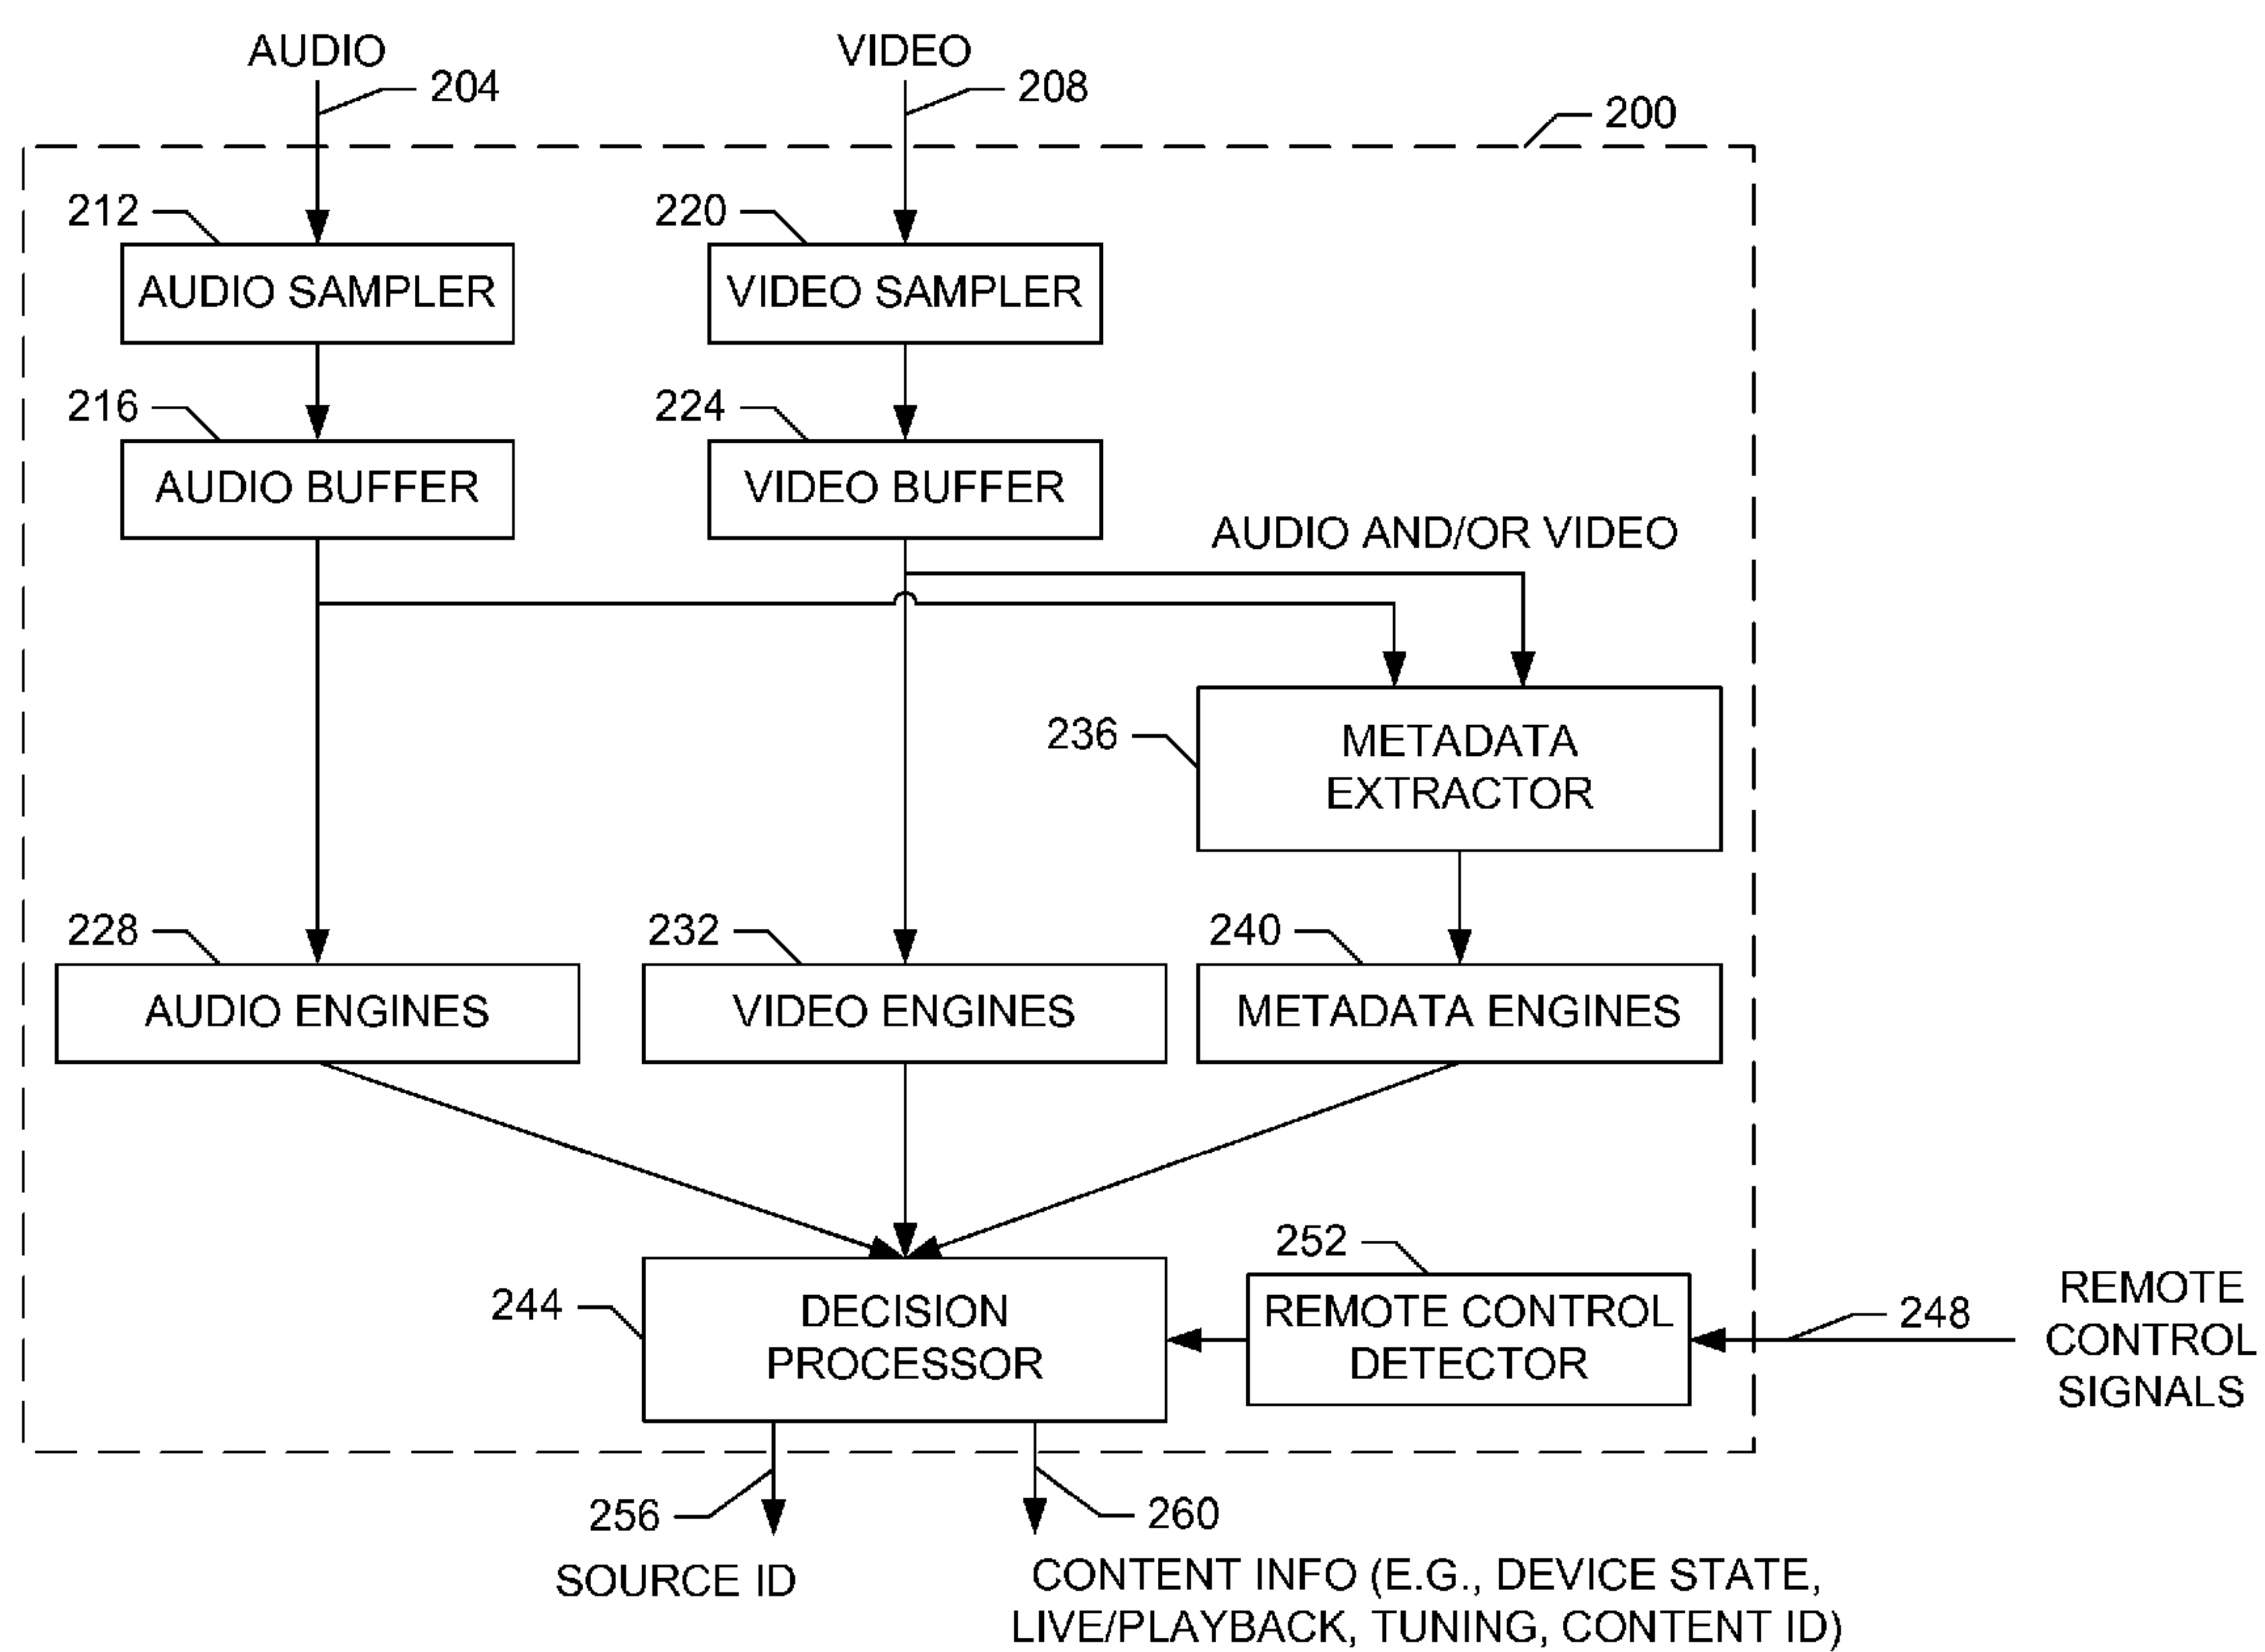 AUDIO
VIDEO
204
208
200
212
220
AUDIO SAMPLER
VIDEO SAMPLER
216
224
AUDIO BUFFER
VIDEO BUFFER
AUDIO AND/OR VIDEO
236
METADATA
EXTRACTOR
228
232
240
AUDIO ENGINES
VIDEO ENGINES
METADATA ENGINES
252
244
DECISION
PROCESSOR
REMOTE CONTROL
DETECTOR
248
REMOTE
CONTROL
SIGNALS
256
260
SOURCE ID
CONTENT INFO (E.G., DEVICE STATE,
LIVE/PLAYBACK, TUNING, CONTENT ID)